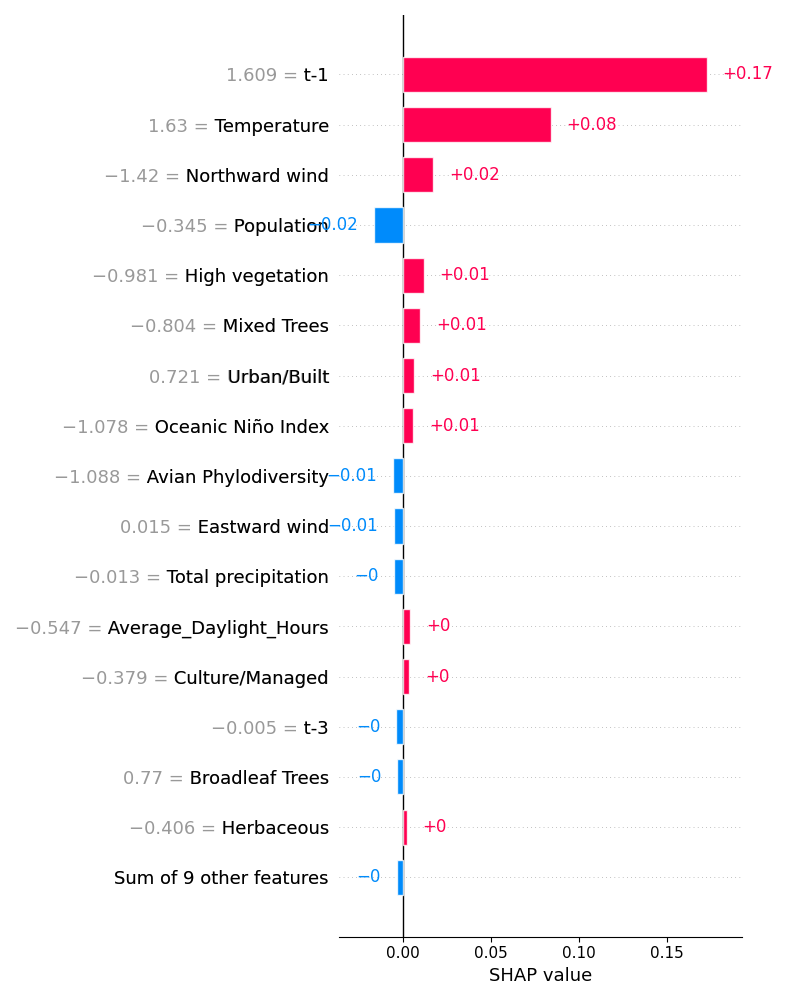 1.609 = t-1 +0.17
1.63 = Temperature +0.08
−1.42 = Northward wind +0.02
−0.345 = Population −0.02
−0.981 = High vegetation +0.01
−0.804 = Mixed Trees +0.01
0.721 = Urban/Built +0.01
−1.078 = Oceanic Niño Index +0.01
−1.088 = Avian Phylodiversity −0.01
0.015 = Eastward wind −0.01
−0.013 = Total precipitation −0
−0.547 = Average_Daylight_Hours +0
−0.379 = Culture/Managed +0
−0.005 = t-3 −0
0.77 = Broadleaf Trees −0
−0.406 = Herbaceous +0
Sum of 9 other features −0
0.00 0.05 0.10 0.15
SHAP value